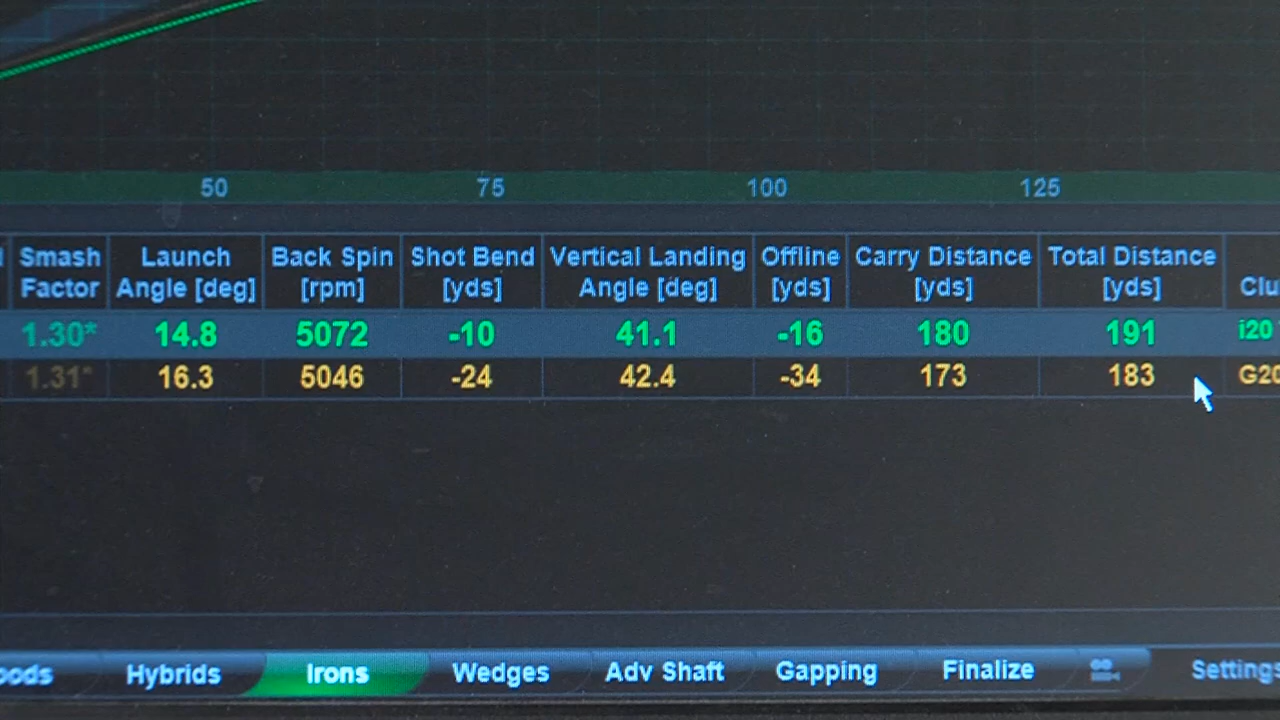 50 75 100 125
Smash Launch Back Spin Shot Bend Vertical Landing Offline Carry Distance Total Distance
Factor Angle [deg] [rpm] [yds] Angle [deg] [yds] [yds] [yds] Clu
1.30* 14.8 5072 -10 41.1 -16 180 191 i20
1.31* 16.3 5046 -24 42.4 -34 173 183 G20
oods Hybrids Irons Wedges Adv Shaft Gapping Finalize Settings